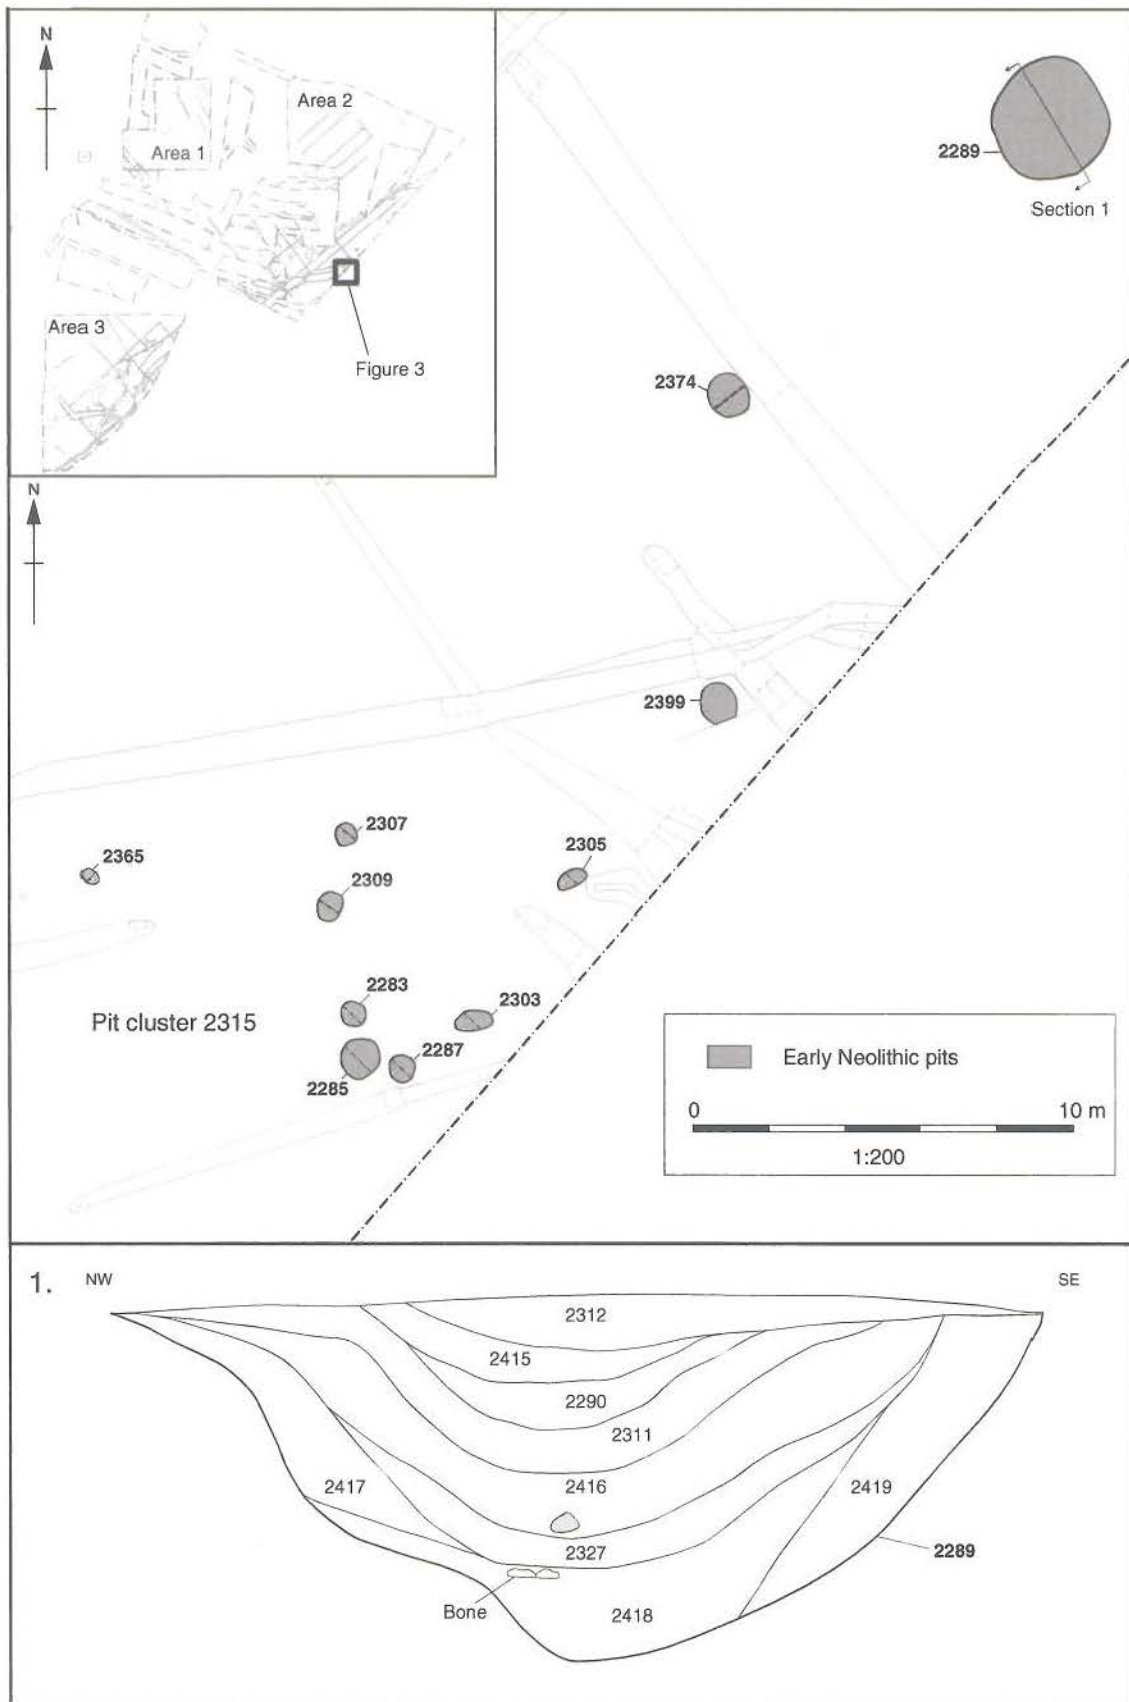 N
Area 2
Area 1
Area 3
Figure 3
2289
Section 1
2374
N
2399
2307
2305
2365
2309
2283
2303
Pit cluster 2315
2287
2285
Early Neolithic pits
0 10 m
1:200
1. NW SE
2312
2415
2290
2311
2417
2416
2419
2327
2289
Bone
2418